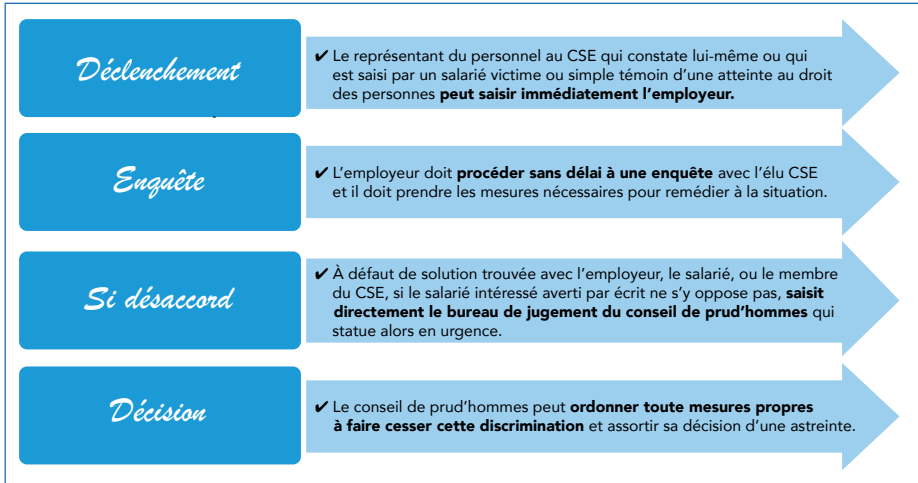 Déclenchement
✔ Le représentant du personnel au CSE qui constate lui-même ou qui
est saisi par un salarié victime ou simple témoin d'une atteinte au droit
des personnes peut saisir immédiatement l'employeur.
Enquête
✔ L'employeur doit procéder sans délai à une enquête avec l'élu CSE
et il doit prendre les mesures nécessaires pour remédier à la situation.
Si désaccord
✔ À défaut de solution trouvée avec l'employeur, le salarié, ou le membre
du CSE, si le salarié intéressé averti par écrit ne s'y oppose pas, saisit
directement le bureau de jugement du conseil de prud'hommes qui
statue alors en urgence.
Décision
✔ Le conseil de prud'hommes peut ordonner toute mesures propres
à faire cesser cette discrimination et assortir sa décision d'une astreinte.